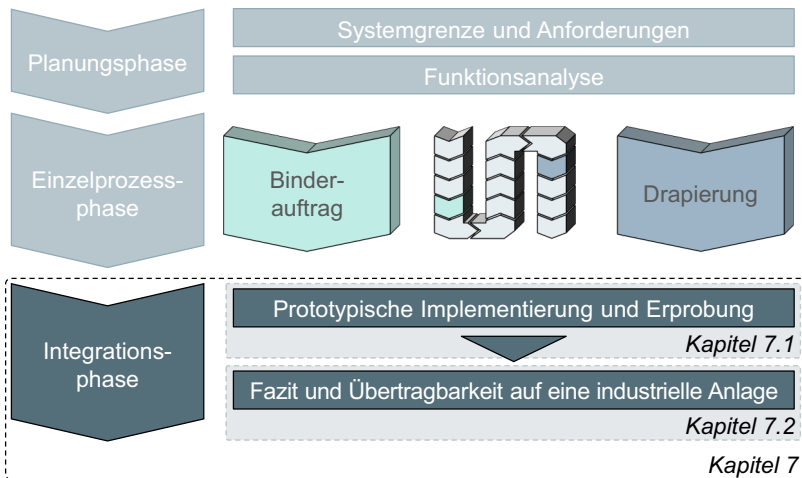 Planungsphase
Systemgrenze und Anforderungen
Funktionsanalyse
Einzelprozess-
phase
Binder-
auftrag
Drapierung
Integrations-
phase
Prototypische Implementierung und Erprobung
Kapitel 7.1
Fazit und Übertragbarkeit auf eine industrielle Anlage
Kapitel 7.2
Kapitel 7